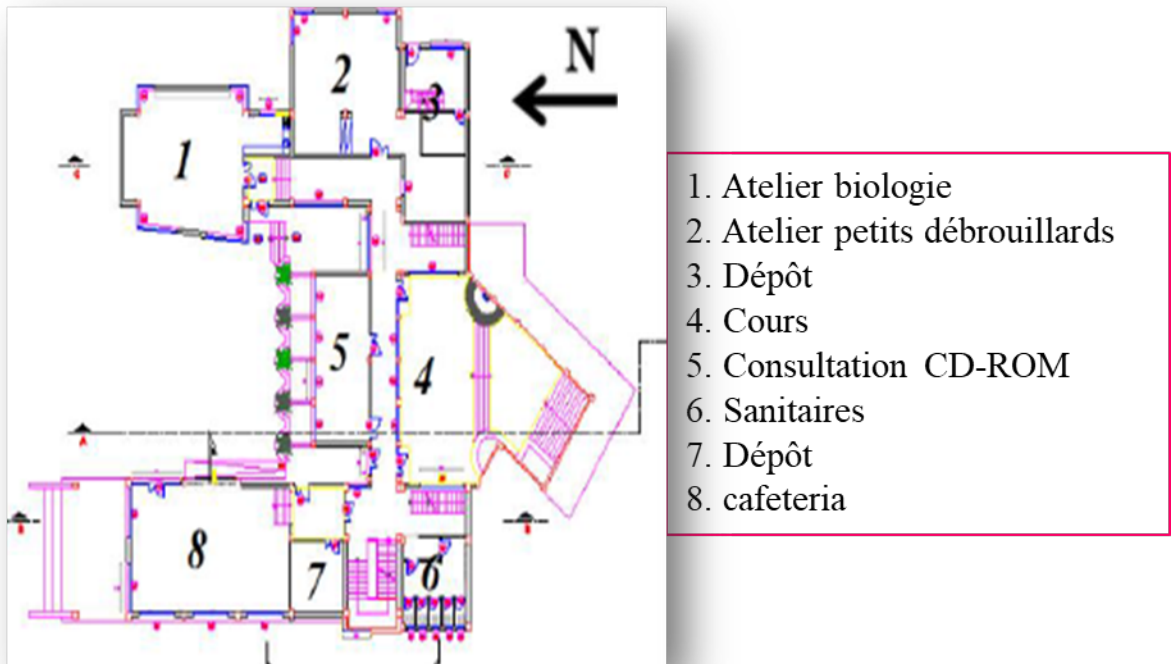 N
2
3
1
5
4
8
7
6
A
1. Atelier biologie
2. Atelier petits débrouillards
3. Dépôt
4. Cours
5. Consultation CD-ROM
6. Sanitaires
7. Dépôt
8. cafeteria